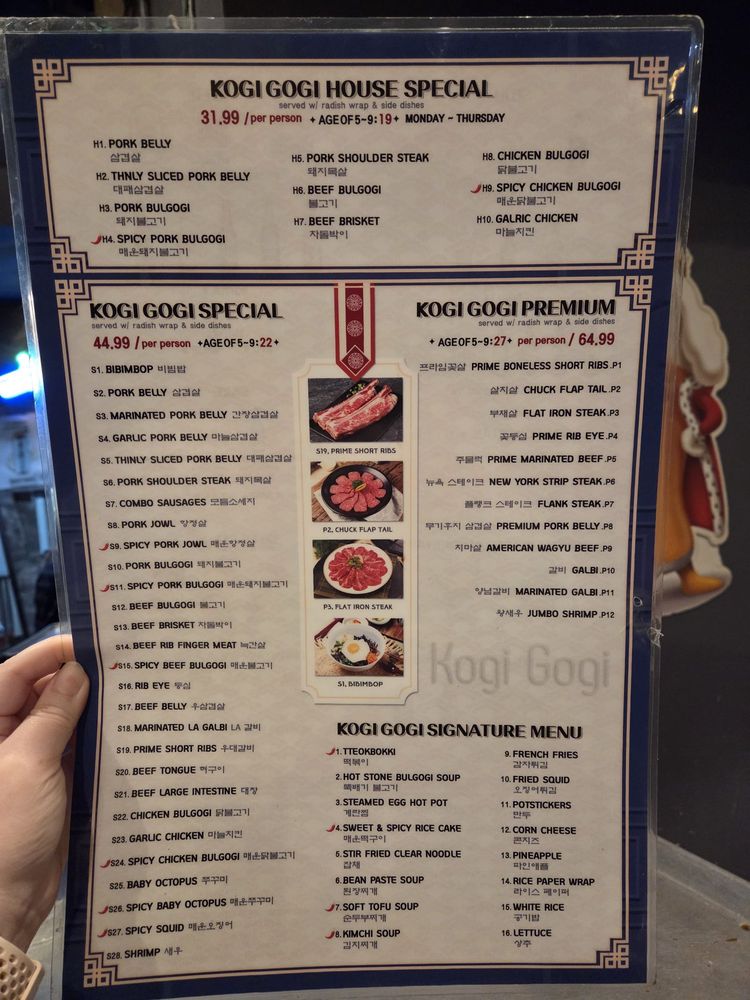 KOGI GOGI HOUSE SPECIAL
served w/ radish wrap & side dishes
31.99 /per person + AGE OF 5~9: 19 + MONDAY ~ THURSDAY
H1. PORK BELLY
삼겹살
H2. THNLY SLICED PORK BELLY
대패삼겹살
H3. PORK BULGOGI
돼지불고기
H4. SPICY PORK BULGOGI
매운돼지불고기
H5. PORK SHOULDER STEAK
돼지목살
H6. BEEF BULGOGI
불고기
H7. BEEF BRISKET
차돌박이
H8. CHICKEN BULGOGI
닭불고기
H9. SPICY CHICKEN BULGOGI
매운닭불고기
H10. GALRIC CHICKEN
마늘치킨
KOGI GOGI SPECIAL
served w/ radish wrap & side dishes
44.99 /per person +AGE OF 5~9: 22+
S1. BIBIMBOP 비빔밥
S2. PORK BELLY 삼겹살
S3. MARINATED PORK BELLY 간장삼겹살
S4. GARLIC PORK BELLY 마늘삼겹살
S5. THINLY SLICED PORK BELLY 대패삼겹살
S6. PORK SHOULDER STEAK 돼지목살
S7. COMBO SAUSAGES 모듬소세지
S8. PORK JOWL 항정살
S9. SPICY PORK JOWL 매운항정살
S10. PORK BULGOGI 돼지불고기
S11. SPICY PORK BULGOGI 매운돼지불고기
S12. BEEF BULGOGI 불고기
S13. BEEF BRISKET 차돌박이
S14. BEEF RIB FINGER MEAT 늑간살
S15. SPICY BEEF BULGOGI 매운불고기
S16. RIB EYE 등심
S17. BEEF BELLY 우삼겹살
S18. MARINATED LA GALBI LA 갈비
S19. PRIME SHORT RIBS 우대갈비
S20. BEEF TONGUE 혀구이
S21. BEEF LARGE INTESTINE 대창
S22. CHICKEN BULGOGI 닭불고기
S23. GARLIC CHICKEN 마늘치킨
S24. SPICY CHICKEN BULGOGI 매운닭불고기
S25. BABY OCTOPUS 쭈꾸미
S26. SPICY BABY OCTOPUS 매운쭈꾸미
S27. SPICY SQUID 매운오징어
S28. SHRIMP 새우
S19, PRIME SHORT RIBS
P2. CHUCK FLAP TAIL
P3. FLAT IRON STEAK
S1, BIBIMBOP
KOGI GOGI PREMIUM
served w/ radish wrap & side dishes
+ AGE OF 5~9: 27+ per person / 64.99
프라임꽃살 PRIME BONELESS SHORT RIBS .P1
살치살 CHUCK FLAP TAIL .P2
부채살 FLAT IRON STEAK .P3
꽃등심 PRIME RIB EYE .P4
주물럭 PRIME MARINATED BEEF .P5
뉴욕 스테이크 NEW YORK STRIP STEAK .P6
플랭크 스테이크 FLANK STEAK .P7
무기우지 삼겹살 PREMIUM PORK BELLY .P8
치마살 AMERICAN WAGYU BEEF .P9
갈비 GALBI .P10
양념갈비 MARINATED GALBI .P11
왕새우 JUMBO SHRIMP .P12
Kogi Gogi
KOGI GOGI SIGNATURE MENU
1. TTEOKBOKKI
떡볶이
2. HOT STONE BULGOGI SOUP
뚝배기 불고기
3. STEAMED EGG HOT POT
계란찜
4. SWEET & SPICY RICE CAKE
매운떡구이
5. STIR FRIED CLEAR NOODLE
잡채
6. BEAN PASTE SOUP
된장찌개
7. SOFT TOFU SOUP
순두부찌개
8. KIMCHI SOUP
김치찌개
9. FRENCH FRIES
감자튀김
10. FRIED SQUID
오징어튀김
11. POTSTICKERS
만두
12. CORN CHEESE
콘치즈
13. PINEAPPLE
파인애플
14. RICE PAPER WRAP
라이스 페이퍼
15. WHITE RICE
공기밥
16. LETTUCE
상추